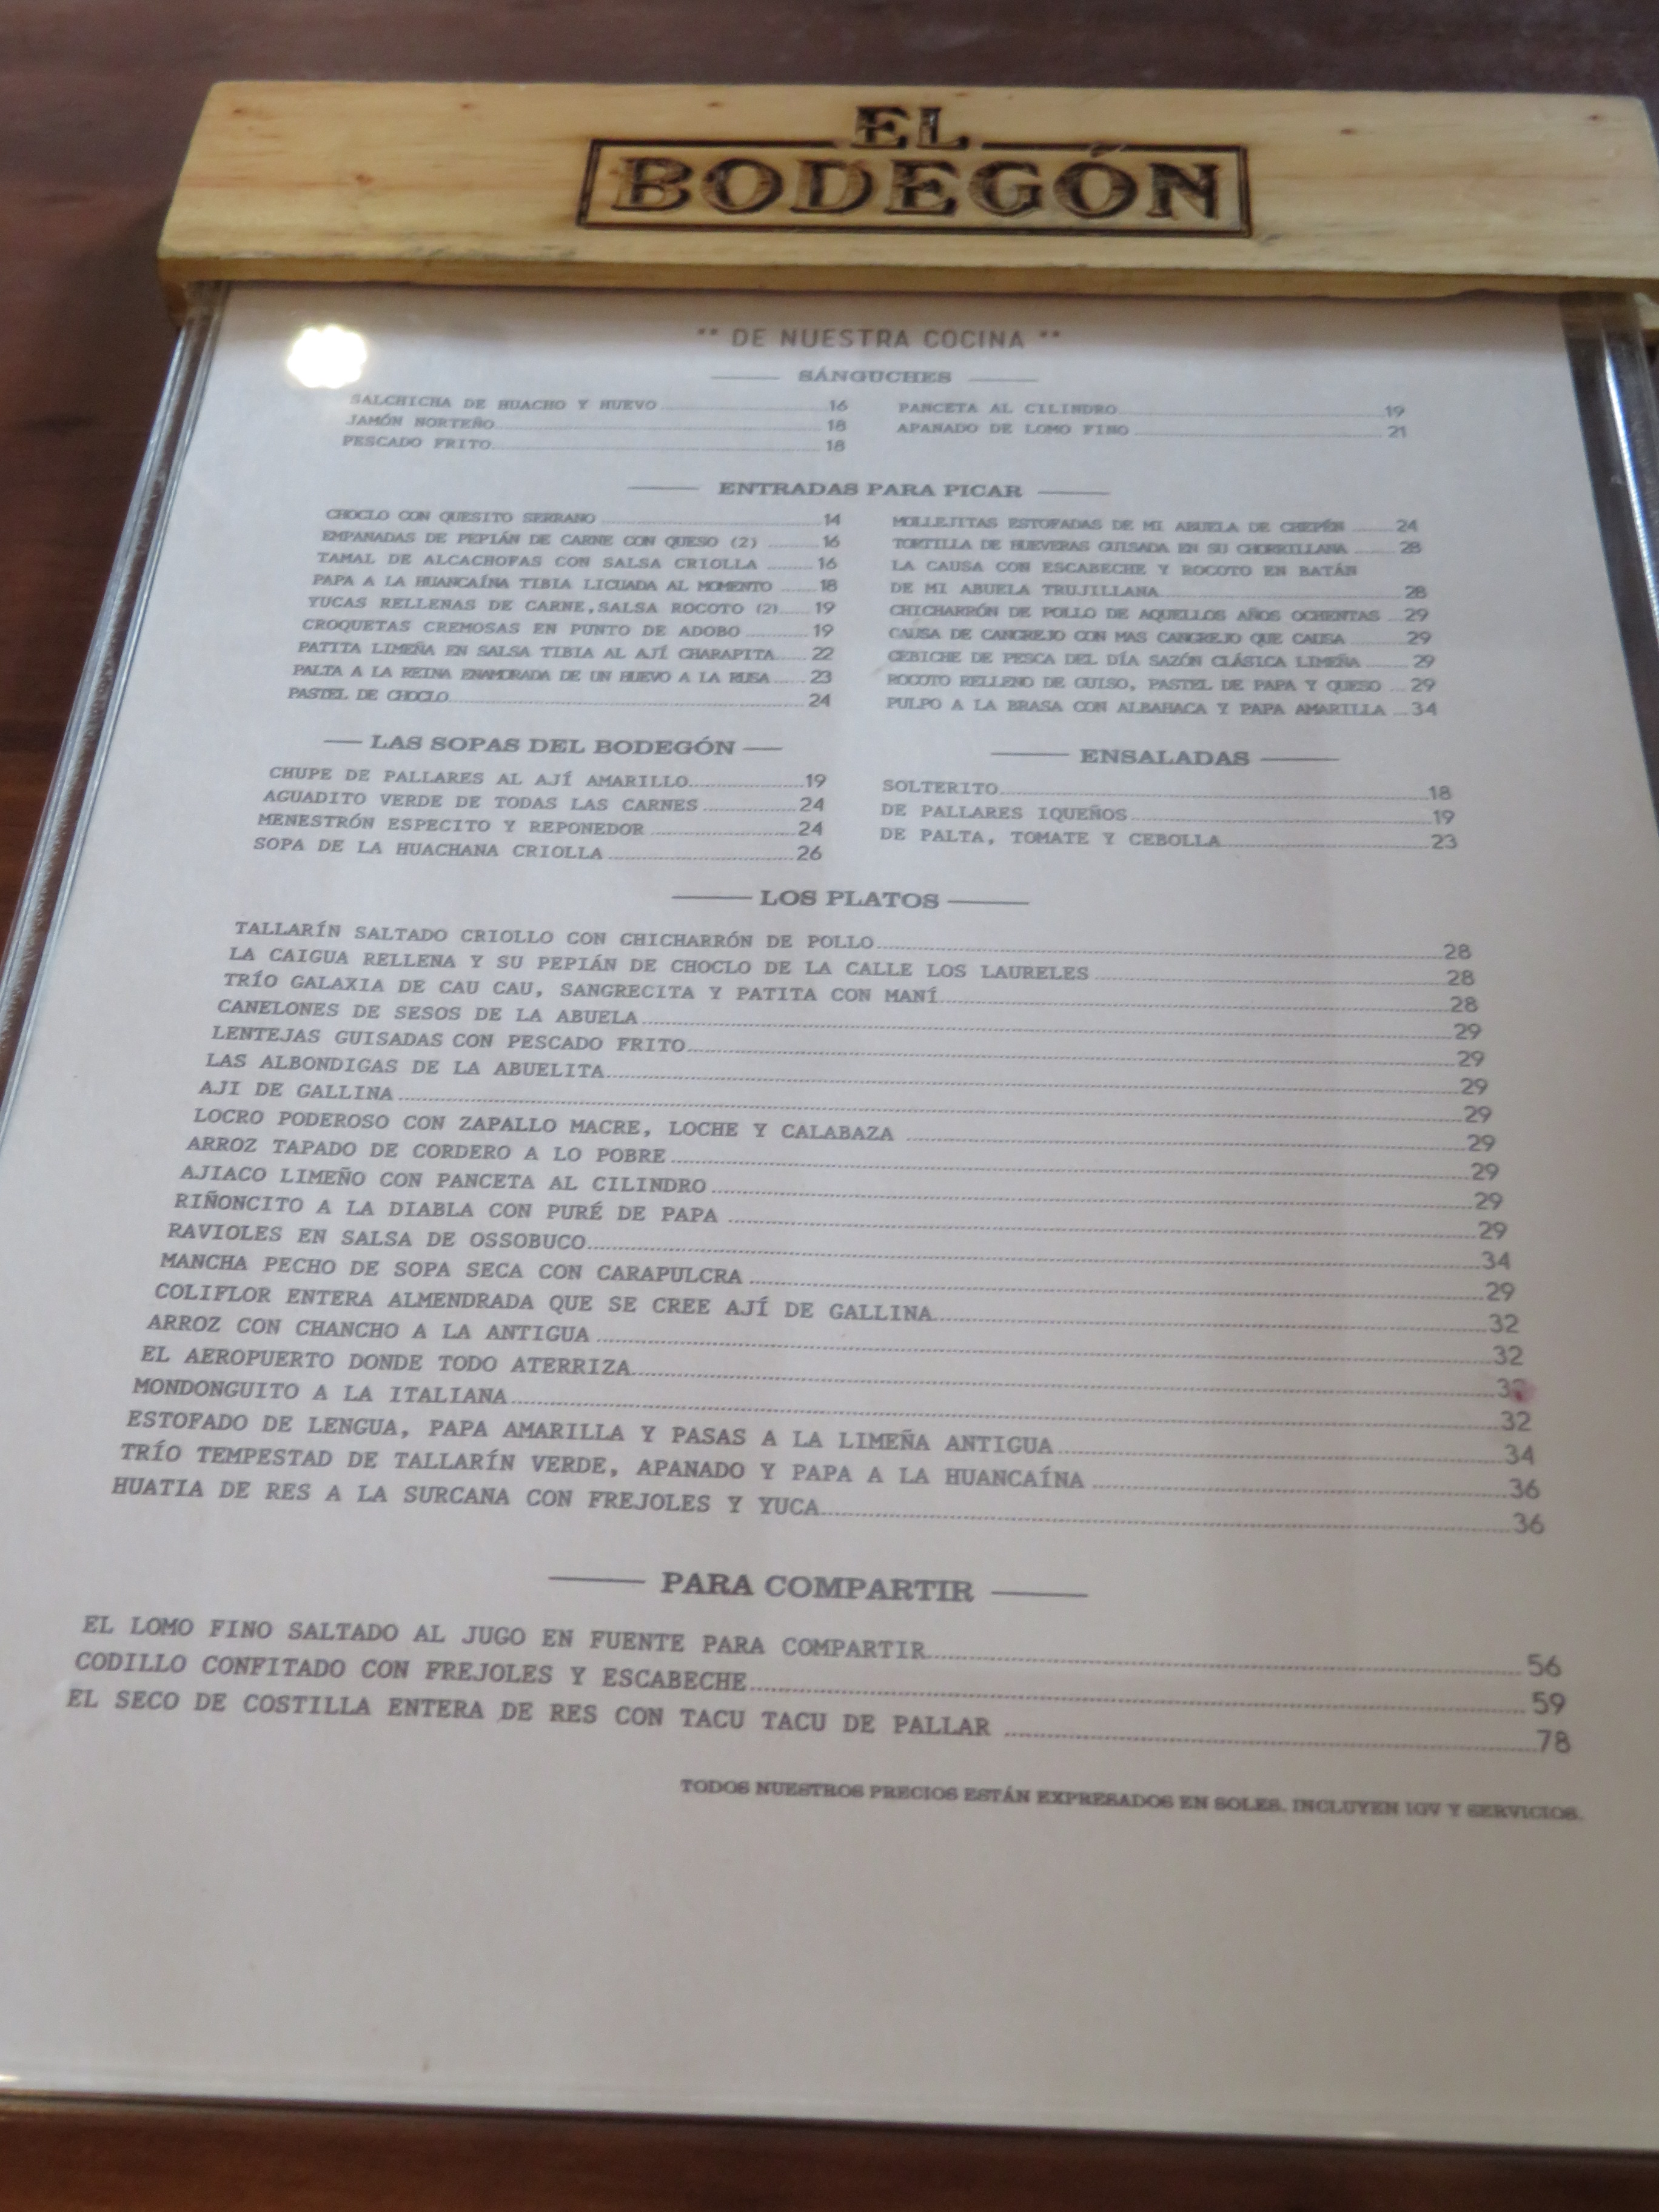 EL
BODEGÓN
** DE NUESTRA COCINA **
SÁNGUCHES
SALCHICHA DE HUACHO Y HUEVO 16
JAMÓN NORTEÑO 18
PESCADO FRITO 18
PANCETA AL CILINDRO 19
APANADO DE LOMO FINO 21
ENTRADAS PARA PICAR
CHOCLO CON QUESITO SERRANO 14
EMPANADAS DE PEPIÁN DE CARNE CON QUESO (2) 16
TAMAL DE ALCACHOFAS CON SALSA CRIOLLA 16
PAPA A LA HUANCAÍNA TIBIA LICUADA AL MOMENTO 18
YUCAS RELLENAS DE CARNE, SALSA ROCOTO (2) 19
CROQUETAS CREMOSAS EN PUNTO DE ADOBO 19
PATITA LIMEÑA EN SALSA TIBIA AL AJÍ CHARAPITA 22
PALTA A LA REINA ENAMORADA DE UN HUEVO A LA RUSA 23
PASTEL DE CHOCLO 24
MOLLEJITAS ESTOFADAS DE MI ABUELA DE CHEPÉN 24
TORTILLA DE HUEVERAS GUISADA EN SU CHORRILLANA 28
LA CAUSA CON ESCABECHE Y ROCOTO EN BATÁN
DE MI ABUELA TRUJILLANA 28
CHICHARRÓN DE POLLO DE AQUELLOS AÑOS OCHENTAS 29
CAUSA DE CANGREJO CON MAS CANGREJO QUE CAUSA 29
CEBICHE DE PESCA DEL DÍA SAZÓN CLÁSICA LIMEÑA 29
ROCOTO RELLENO DE GUISO, PASTEL DE PAPA Y QUESO 29
PULPO A LA BRASA CON ALBAHACA Y PAPA AMARILLA 34
LAS SOPAS DEL BODEGÓN
CHUPE DE PALLARES AL AJÍ AMARILLO 19
AGUADITO VERDE DE TODAS LAS CARNES 24
MENESTRÓN ESPECITO Y REPONEDOR 24
SOPA DE LA HUACHANA CRIOLLA 26
ENSALADAS
SOLTERITO 18
DE PALLARES IQUEÑOS 19
DE PALTA, TOMATE Y CEBOLLA 23
LOS PLATOS
TALLARÍN SALTADO CRIOLLO CON CHICHARRÓN DE POLLO 28
LA CAIGUA RELLENA Y SU PEPIÁN DE CHOCLO DE LA CALLE LOS LAURELES 28
TRÍO GALAXIA DE CAU CAU, SANGRECITA Y PATITA CON MANÍ 28
CANELONES DE SESOS DE LA ABUELA 29
LENTEJAS GUISADAS CON PESCADO FRITO 29
LAS ALBONDIGAS DE LA ABUELITA 29
AJI DE GALLINA 29
LOCRO PODEROSO CON ZAPALLO MACRE, LOCHE Y CALABAZA 29
ARROZ TAPADO DE CORDERO A LO POBRE 29
AJIACO LIMEÑO CON PANCETA AL CILINDRO 29
RIÑONCITO A LA DIABLA CON PURÉ DE PAPA 29
RAVIOLES EN SALSA DE OSSOBUCO 34
MANCHA PECHO DE SOPA SECA CON CARAPULCRA 29
COLIFLOR ENTERA ALMENDRADA QUE SE CREE AJÍ DE GALLINA 32
ARROZ CON CHANCHO A LA ANTIGUA 32
EL AEROPUERTO DONDE TODO ATERRIZA
MONDONGUITO A LA ITALIANA 32
ESTOFADO DE LENGUA, PAPA AMARILLA Y PASAS A LA LIMEÑA ANTIGUA 34
TRÍO TEMPESTAD DE TALLARÍN VERDE, APANADO Y PAPA A LA HUANCAÍNA 36
HUATIA DE RES A LA SURCANA CON FREJOLES Y YUCA 36
PARA COMPARTIR
EL LOMO FINO SALTADO AL JUGO EN FUENTE PARA COMPARTIR 56
CODILLO CONFITADO CON FREJOLES Y ESCABECHE 59
EL SECO DE COSTILLA ENTERA DE RES CON TACU TACU DE PALLAR 78
TODOS NUESTROS PRECIOS ESTÁN EXPRESADOS EN SOLES. INCLUYEN IGV Y SERVICIOS.